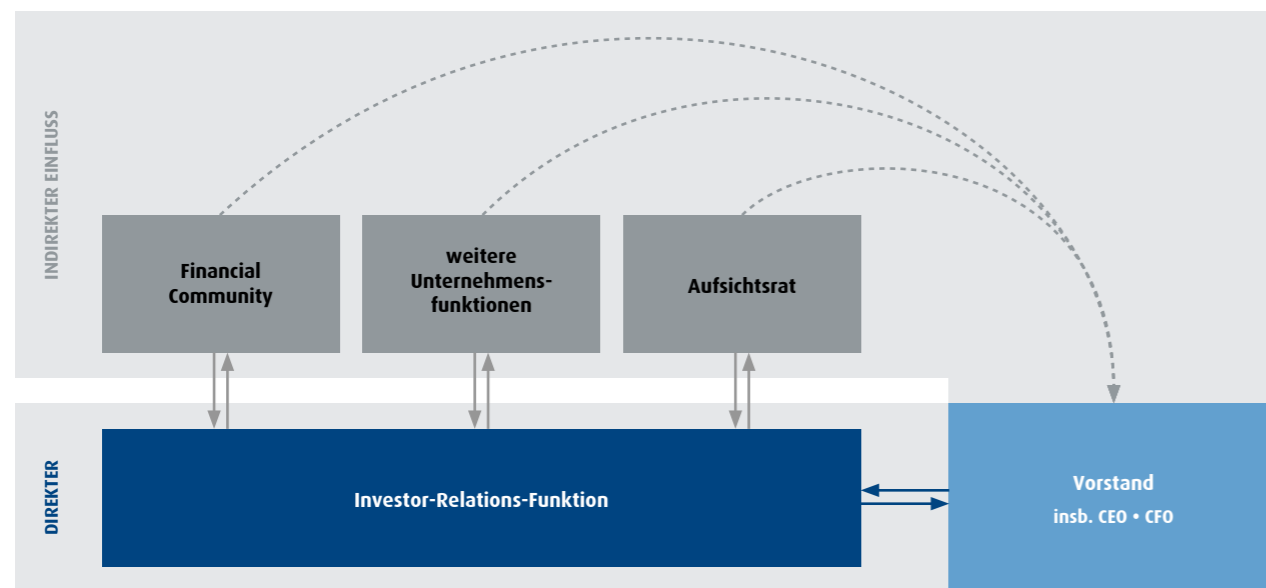 INDIREKTER EINFLUSS
Financial
Community
weitere
Unternehmens-
funktionen
Aufsichtsrat
DIREKTER
Investor-Relations-Funktion
Vorstand
insb. CEO • CFO